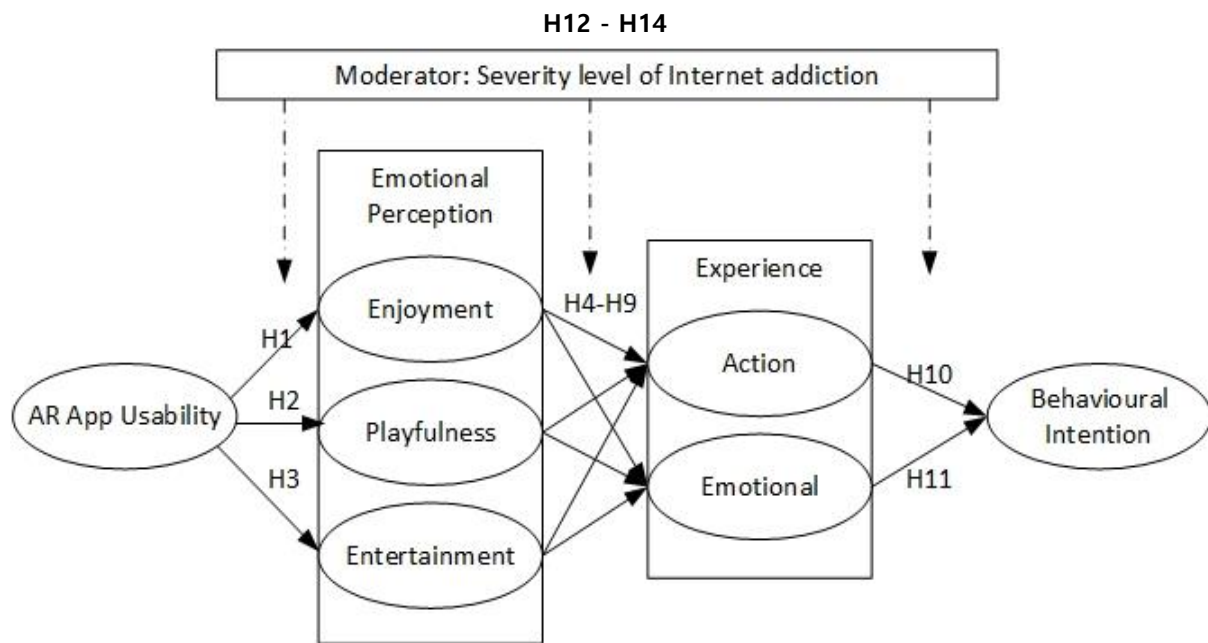 H12 - H14
Moderator: Severity level of Internet addiction
Emotional
Perception
Enjoyment
Playfulness
Entertainment
AR App Usability
H1
H2
H3
H4-H9
Experience
Action
Emotional
H10
H11
Behavioural
Intention